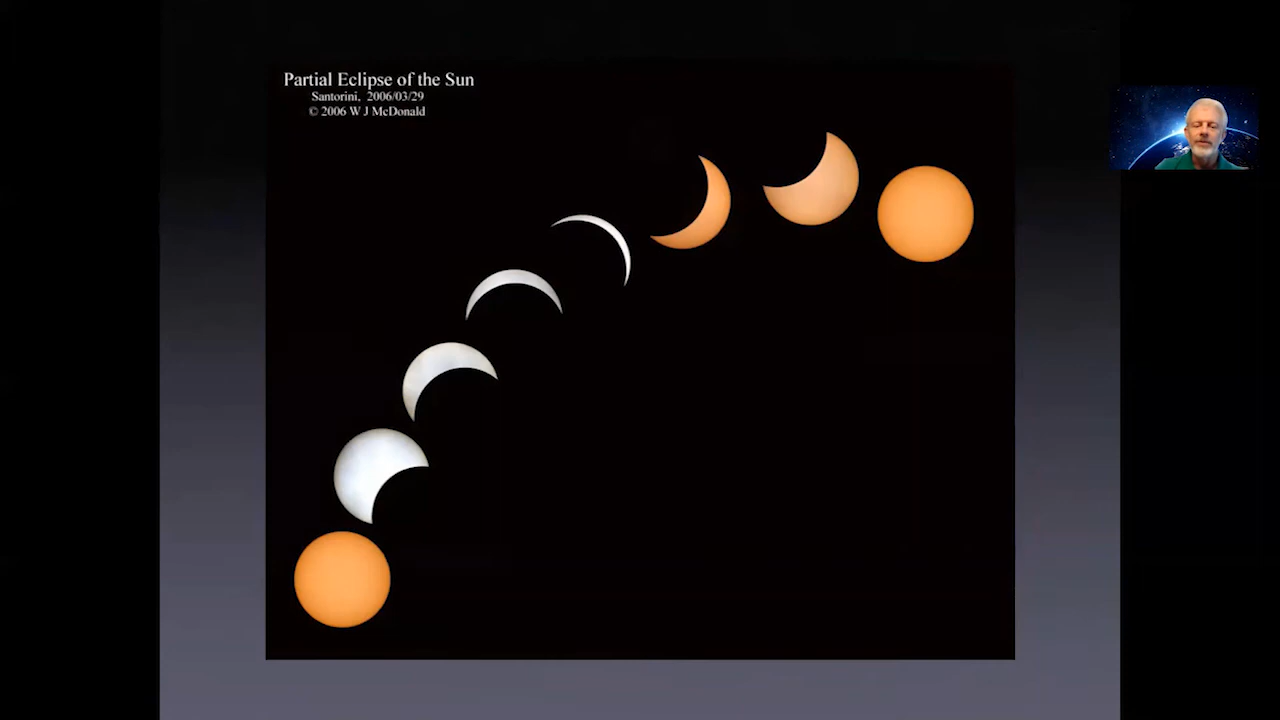 Partial Eclipse of the Sun
Santorini, 2006/03/29
© 2006 W J McDonald